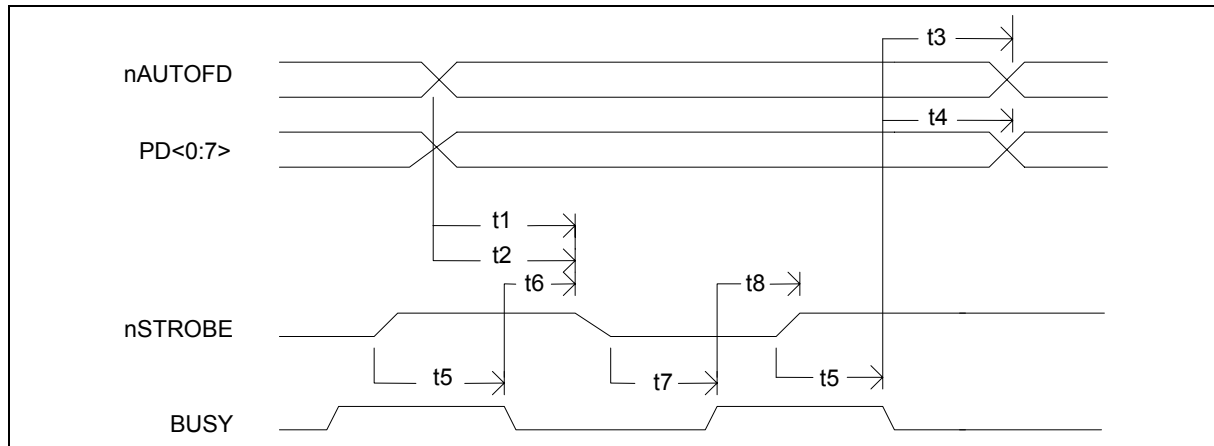 t3
nAUTOFD
t4
PD<0:7>
t1
t2
t6
t8
nSTROBE
t5
t7
t5
BUSY